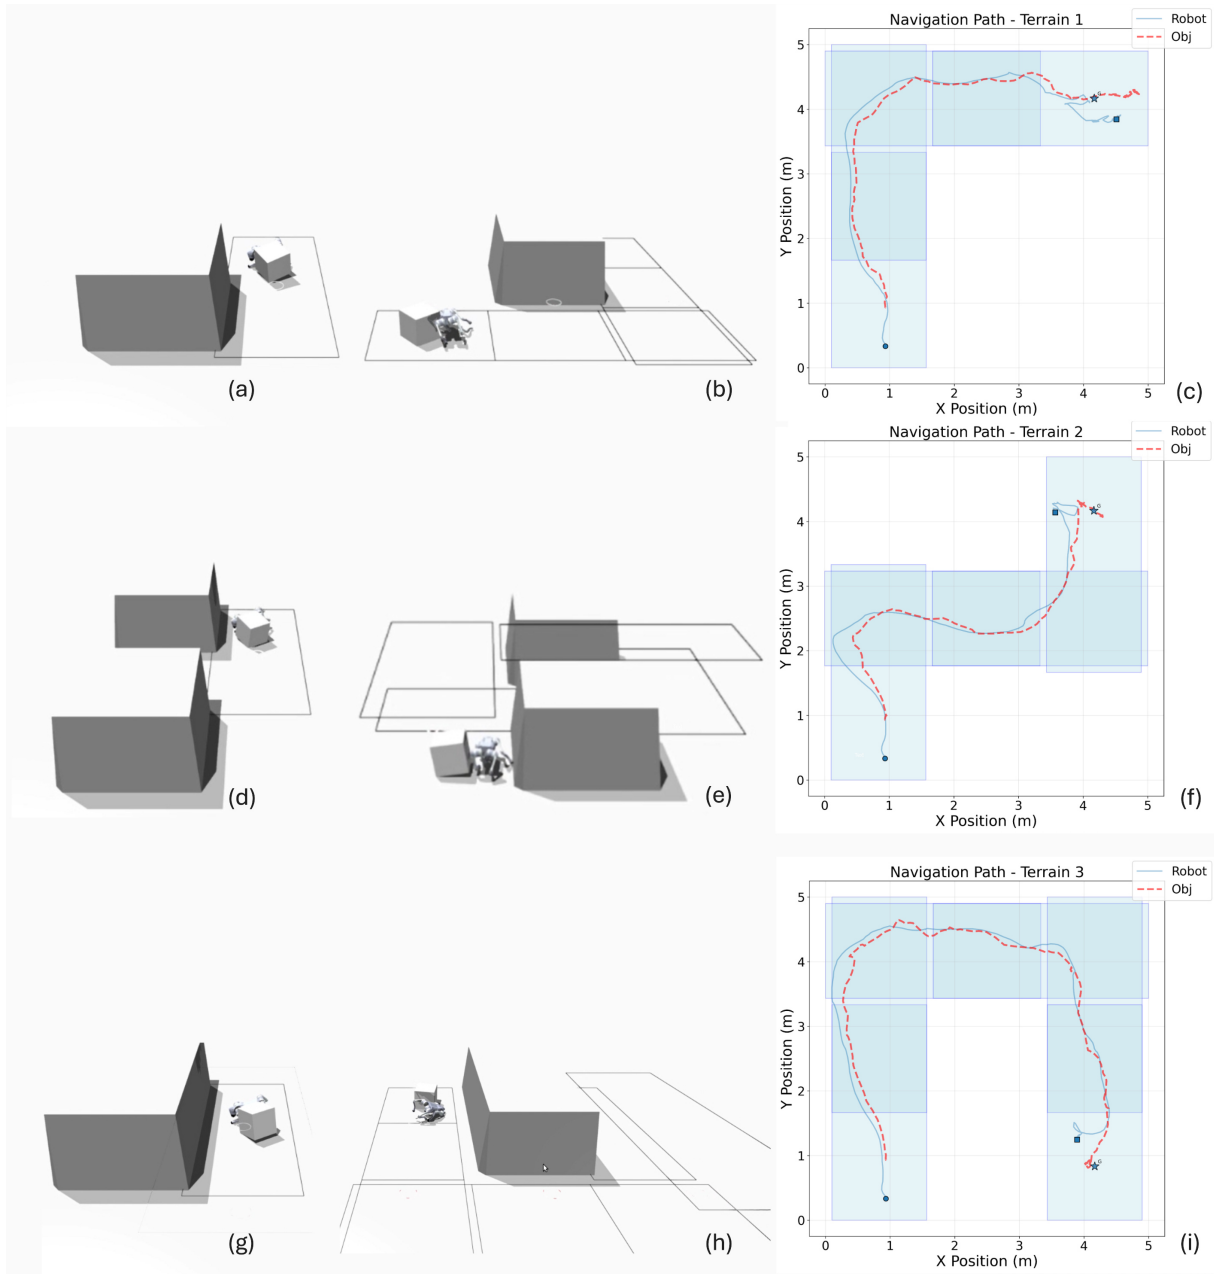 Navigation Path - Terrain 1
Robot
Obj
5
4
3
2
1
0
Y Position (m)
G
0 1 2 3 4 5
X Position (m)
(a)
(b)
(c)
Navigation Path - Terrain 2
Robot
Obj
5
4
3
2
1
0
Y Position (m)
G
0 1 2 3 4 5
X Position (m)
(d)
(e)
(f)
Navigation Path - Terrain 3
Robot
Obj
5
4
3
2
1
0
Y Position (m)
G
0 1 2 3 4 5
X Position (m)
(g)
(h)
(i)